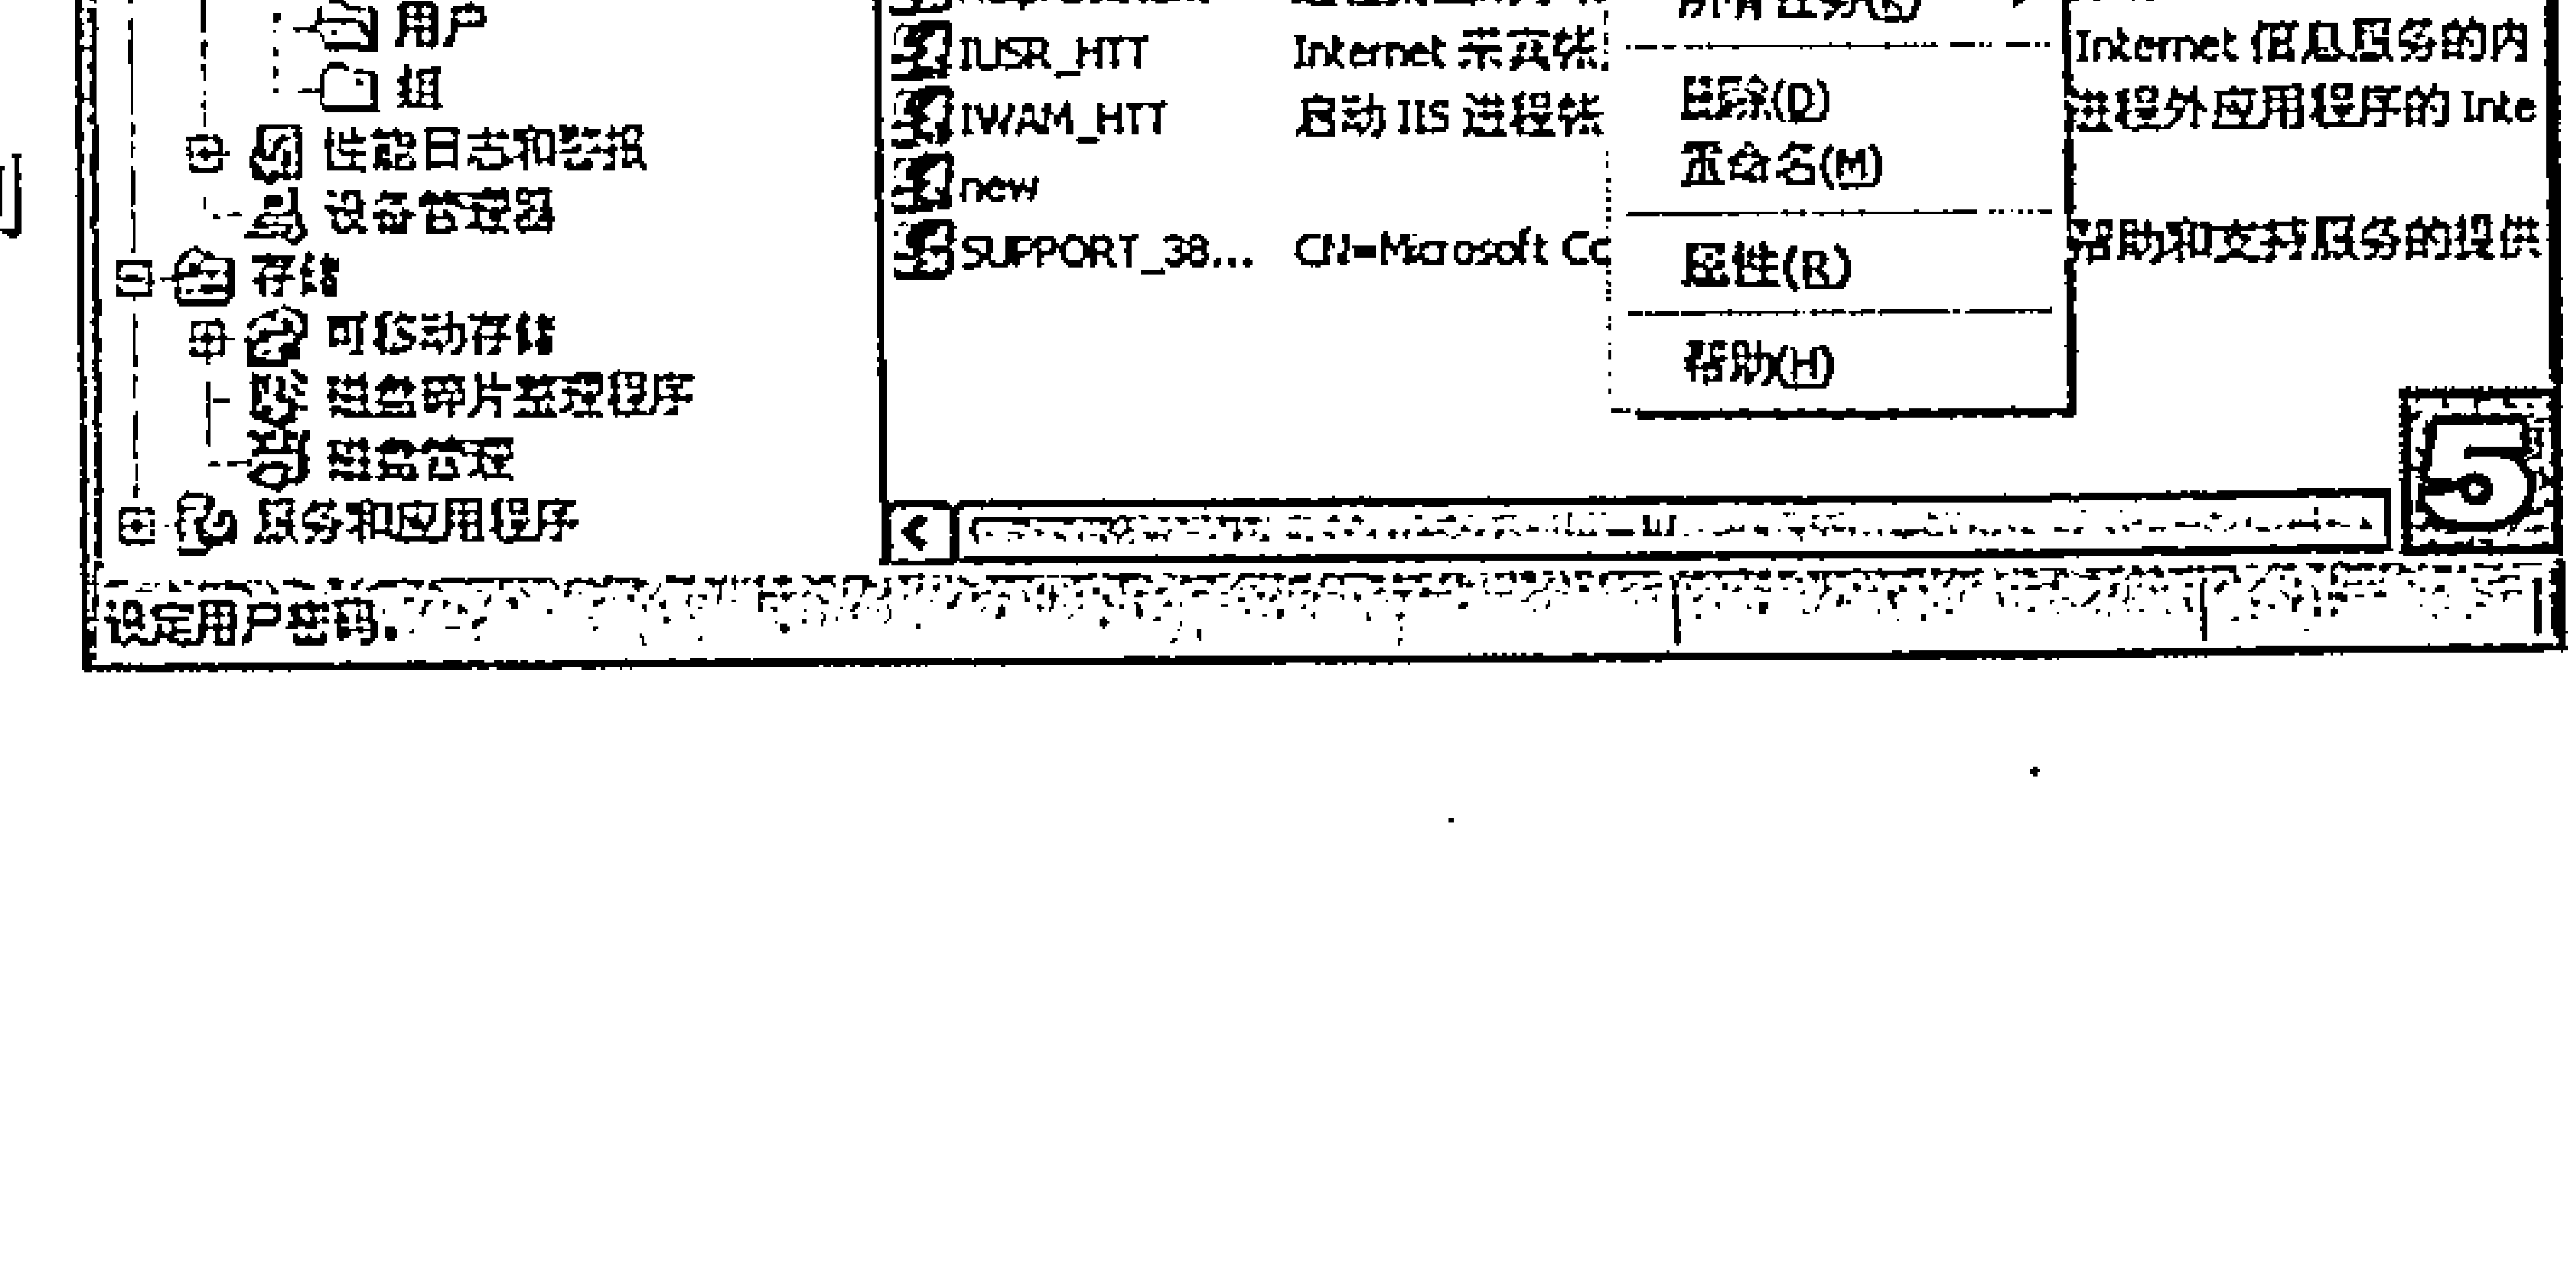 用户
组
性能日志和警报
设备管理器
存储
可移动存储
磁盘碎片整理程序
磁盘管理
服务和应用程序
IUSR_HTT Internet 来宾帐 Internet 信息服务的内
IWAM_HTT 启动 IIS 进程帐 进程外应用程序的 Inte
new
SUPPORT_38... CN=Microsoft Co 帮助和支持服务的提供
所有任务(K)
删除(D)
重命名(M)
属性(R)
帮助(H)
5
设定用户密码.